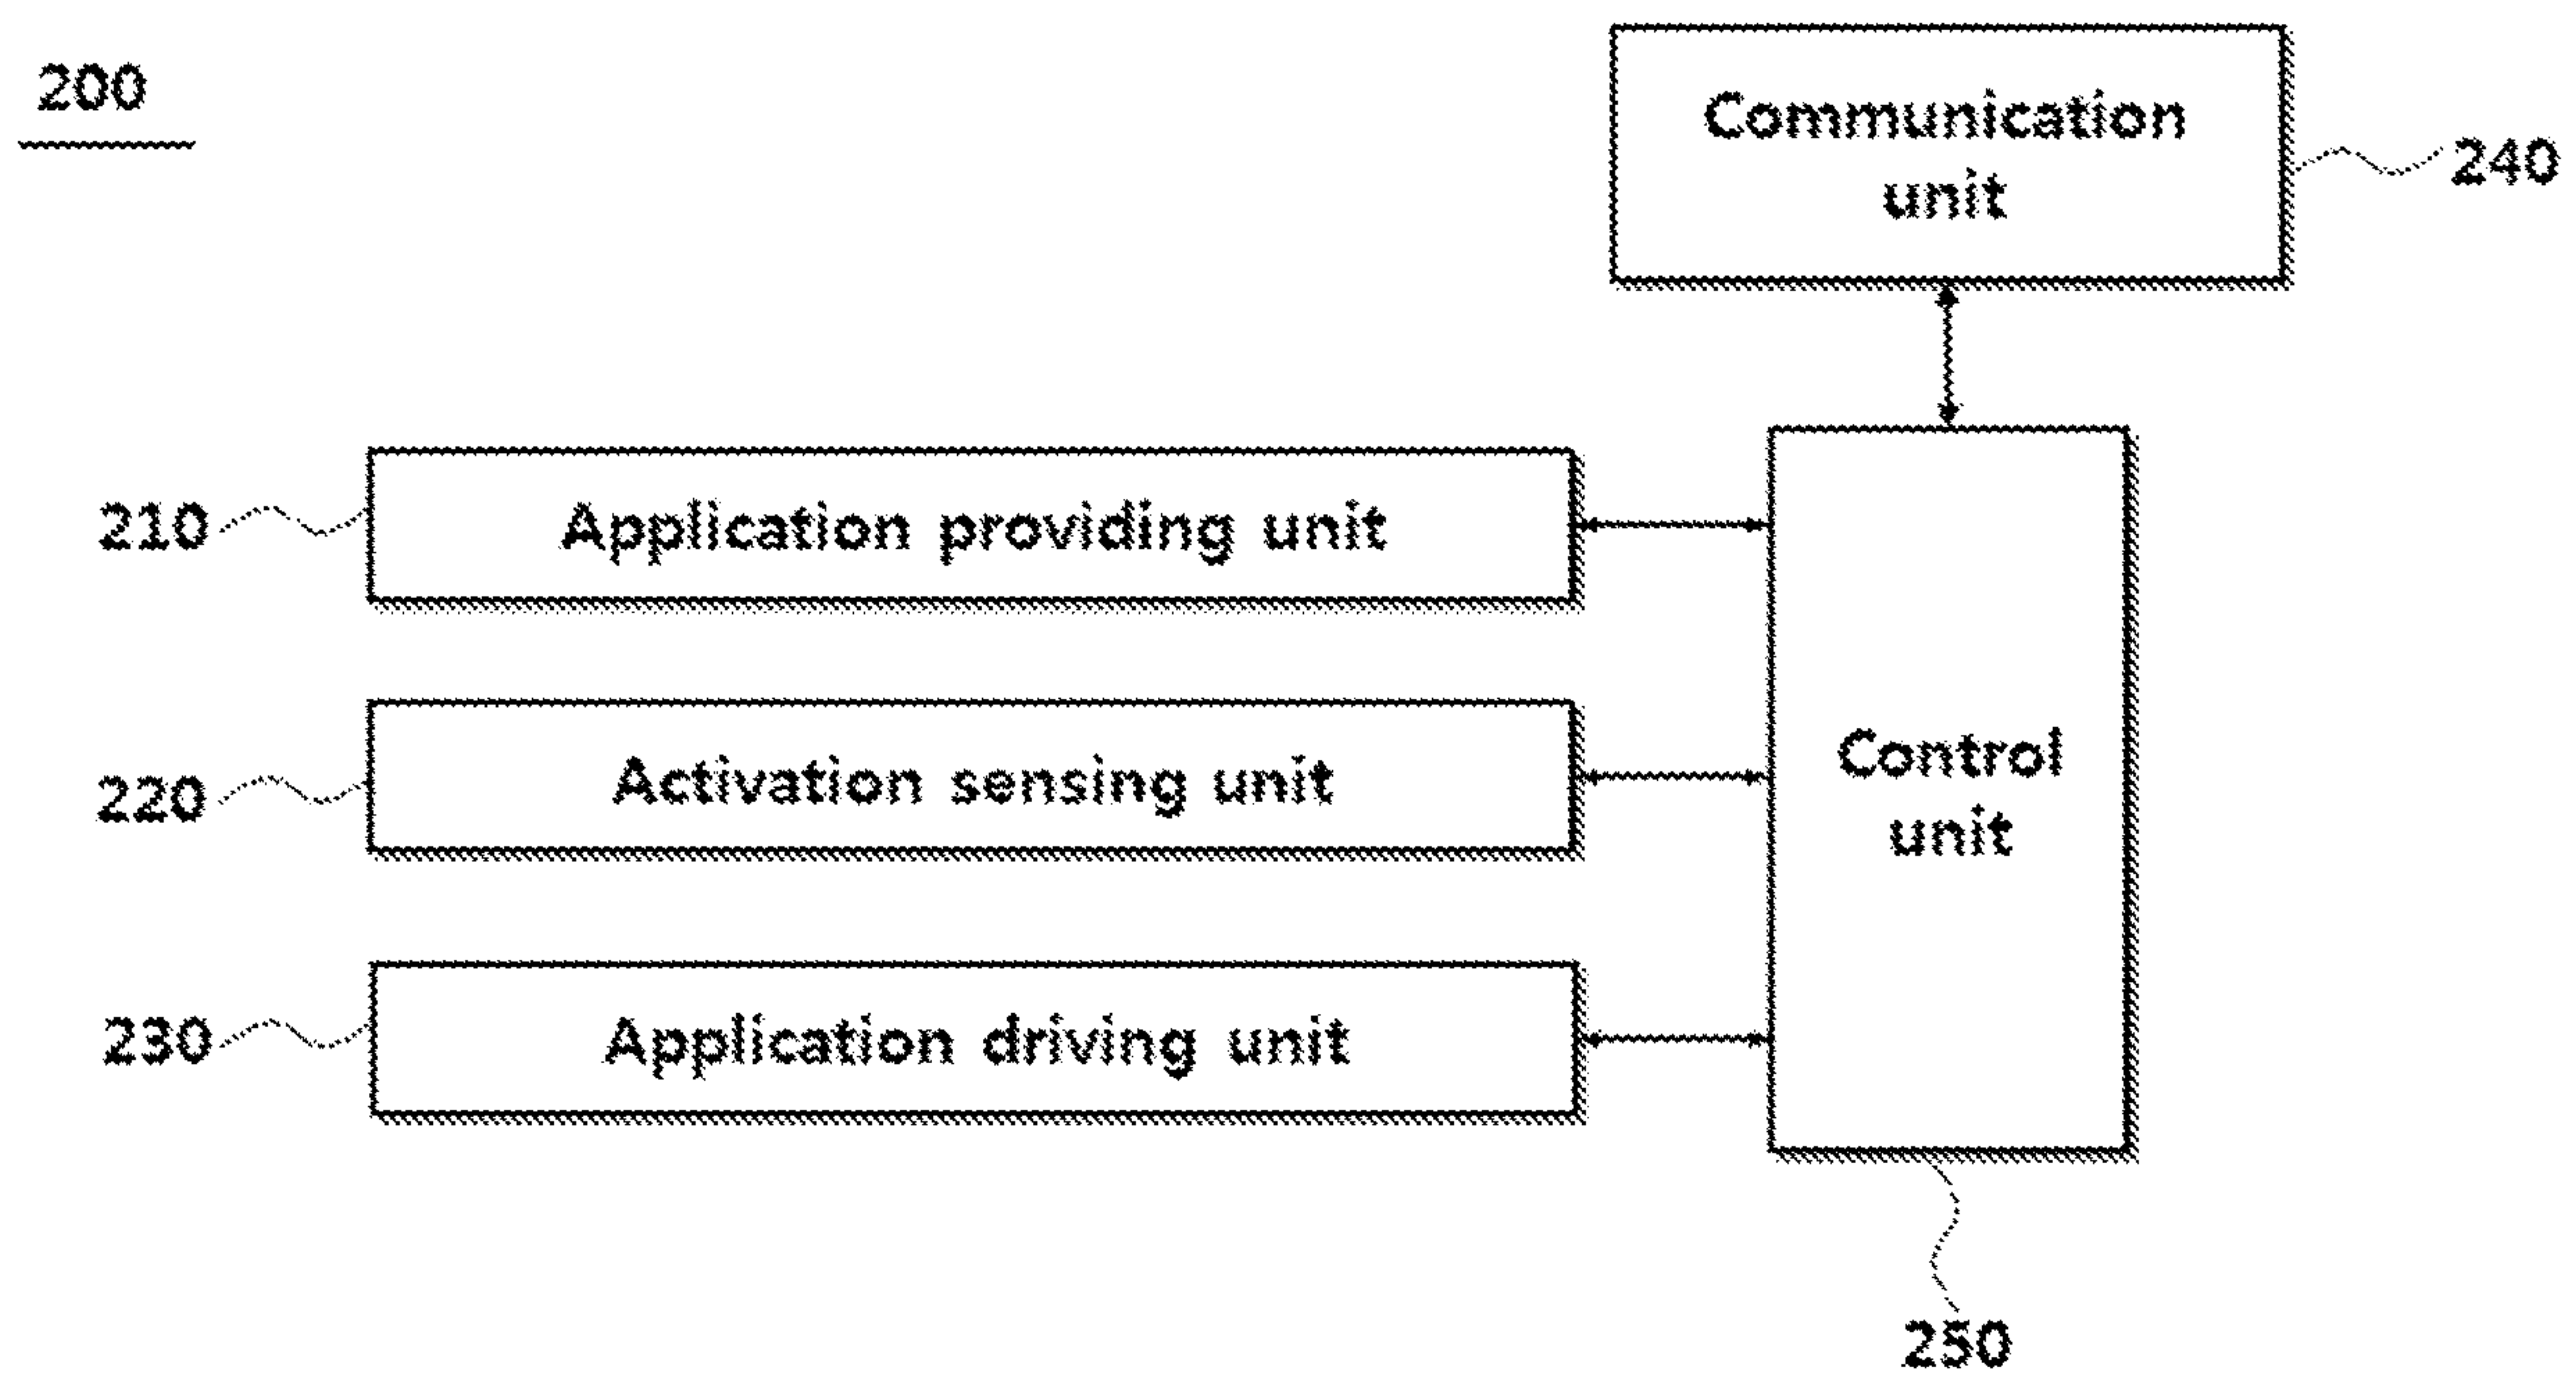 200
Communication
unit
240
210
Application providing unit
220
Activation sensing unit
Control
unit
230
Application driving unit
250